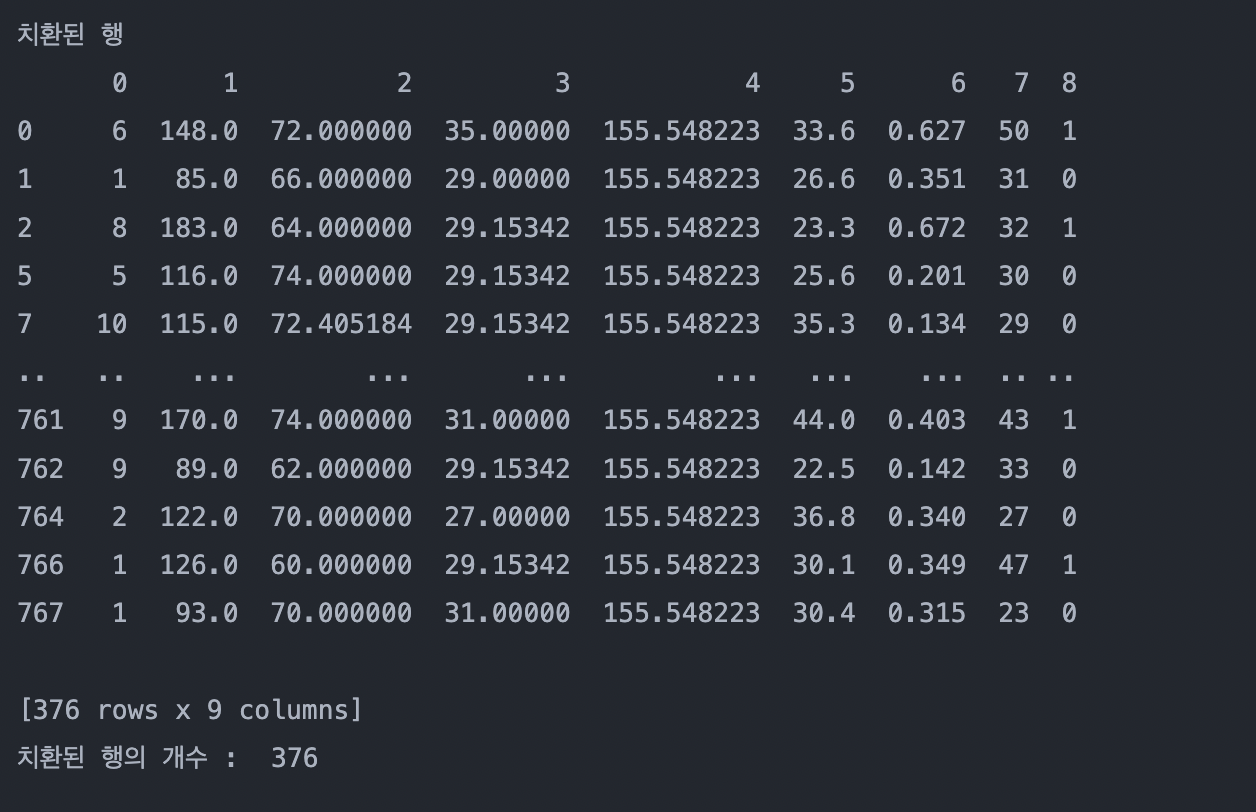 치환된 행
     0      1          2         3           4     5      6   7  8
0    6  148.0  72.000000  35.00000  155.548223  33.6  0.627  50  1
1    1   85.0  66.000000  29.00000  155.548223  26.6  0.351  31  0
2    8  183.0  64.000000  29.15342  155.548223  23.3  0.672  32  1
5    5  116.0  74.000000  29.15342  155.548223  25.6  0.201  30  0
7   10  115.0  72.405184  29.15342  155.548223  35.3  0.134  29  0
..  ..    ...        ...       ...         ...   ...    ...  .. ..
761  9  170.0  74.000000  31.00000  155.548223  44.0  0.403  43  1
762  9   89.0  62.000000  29.15342  155.548223  22.5  0.142  33  0
764  2  122.0  70.000000  27.00000  155.548223  36.8  0.340  27  0
766  1  126.0  60.000000  29.15342  155.548223  30.1  0.349  47  1
767  1   93.0  70.000000  31.00000  155.548223  30.4  0.315  23  0
[376 rows x 9 columns]
치환된 행의 개수 :  376